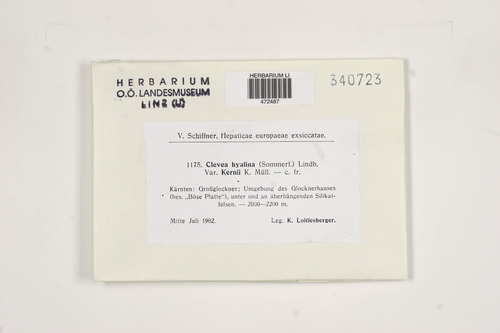 HERBARIUM
O.Ö. LANDESMUSEUM
LINZ (LI)
HERBARIUM LI
472487
340723
V. Schiffner. Hepaticae europaeae exsiccatae.
1175. Clevea hyalina (Sommerf.) Lindb.
Var. Kernii K. Müll. — c. fr.
Kärnten: Großglockner; Umgebung des Glocknerhauses
(bes. „Böse Platte"), unter und an überhängenden Silikat-
felsen. — 2000—2200 m.
Mitte Juli 1902.
Leg. K. Loitlesberger.